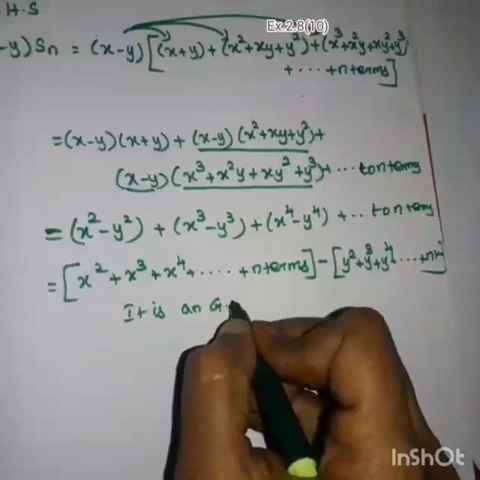 .H.S
Ex.2.8(10)
-y) Sn = (x-y) [(x+y) + (x²+xy+y²) + (x³+x²y+xy²+y³)
+ ... + n terms]
= (x-y)(x+y) + (x-y)(x²+xy+y²) +
(x-y)(x³+x²y+xy²+y³) + ... to n terms
= (x²-y²) + (x³-y³) + (x⁴-y⁴) + ... to n terms
= [x²+x³+x⁴+ .... + n terms] - [y²+y³+y⁴ .... + n
It is an G.
InShOt